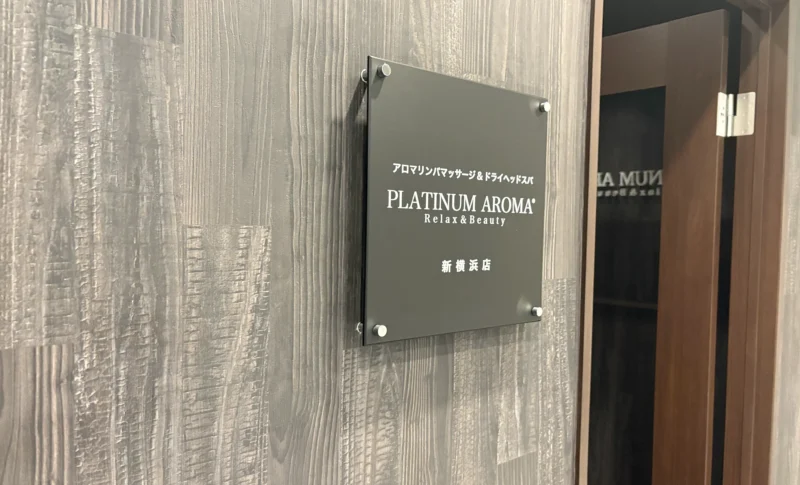 アロマリンパマッサージ&ドライヘッドスパ
PLATINUM AROMA®
Relax&Beauty
新横浜店